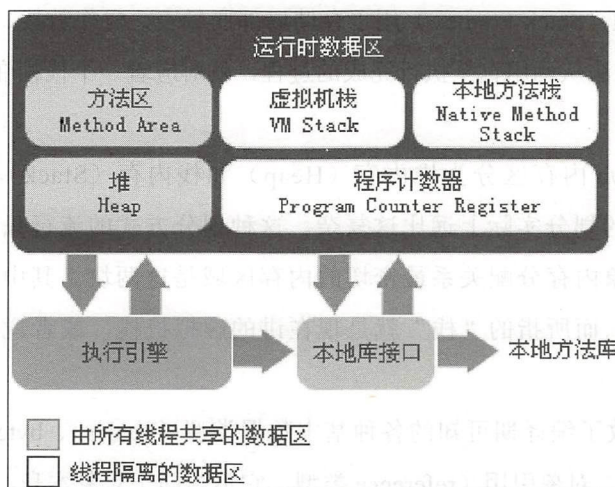 运行时数据区
方法区
Method Area
虚拟机栈
VM Stack
本地方法栈
Native Method
Stack
堆
Heap
程序计数器
Program Counter Register
执行引擎
本地库接口
本地方法库
由所有线程共享的数据区
线程隔离的数据区